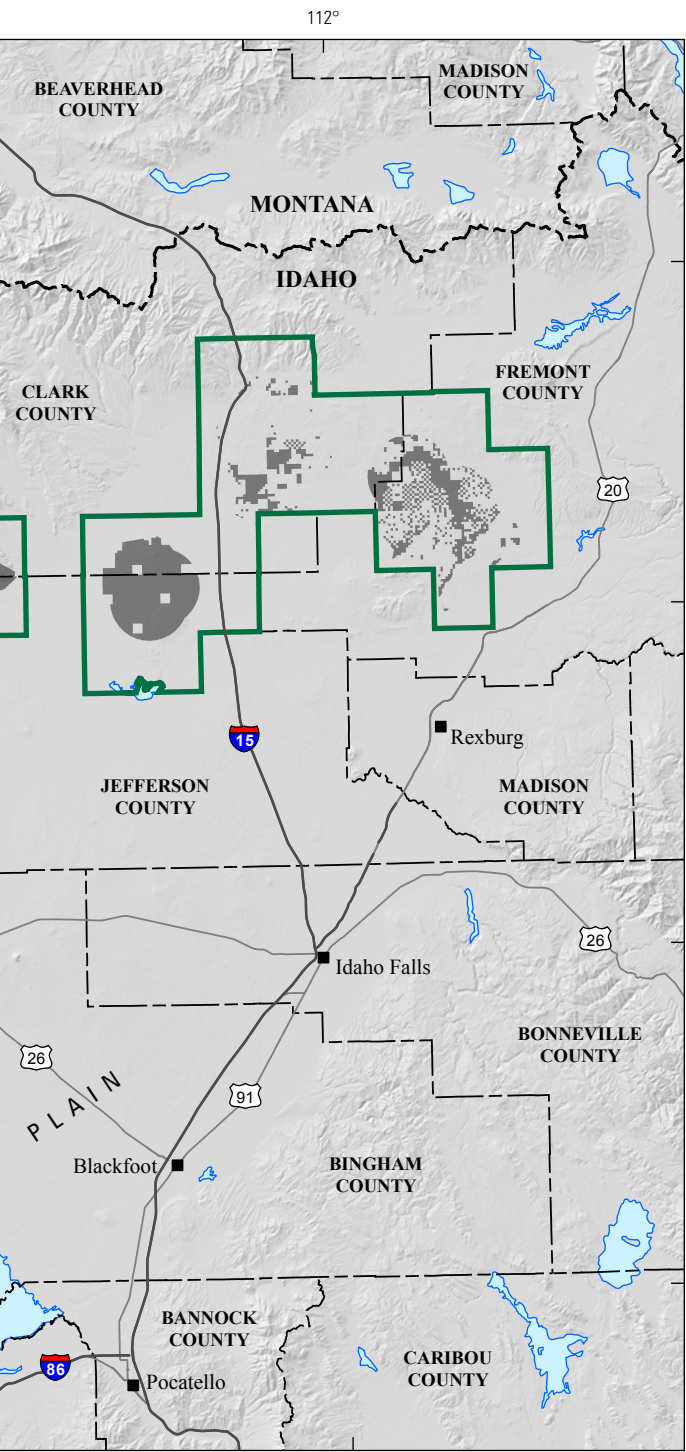 112°
MADISON
COUNTY
BEAVERHEAD
COUNTY
MONTANA
IDAHO
CLARK
COUNTY
FREMONT
COUNTY
20
15
Rexburg
JEFFERSON
COUNTY
MADISON
COUNTY
26
Idaho Falls
BONNEVILLE
COUNTY
26
91
PLAIN
Blackfoot
BINGHAM
COUNTY
BANNOCK
COUNTY
86
CARIBOU
COUNTY
Pocatello